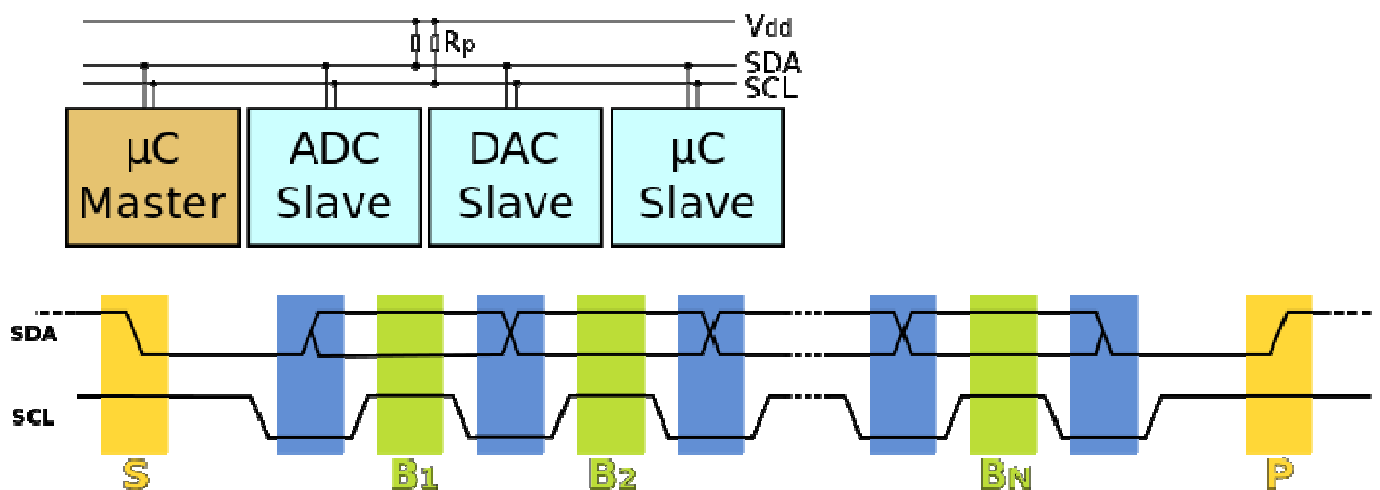 Vdd
Rp
SDA
SCL
µC Master
ADC Slave
DAC Slave
µC Slave
SDA
SCL
S
B1
B2
BN
P